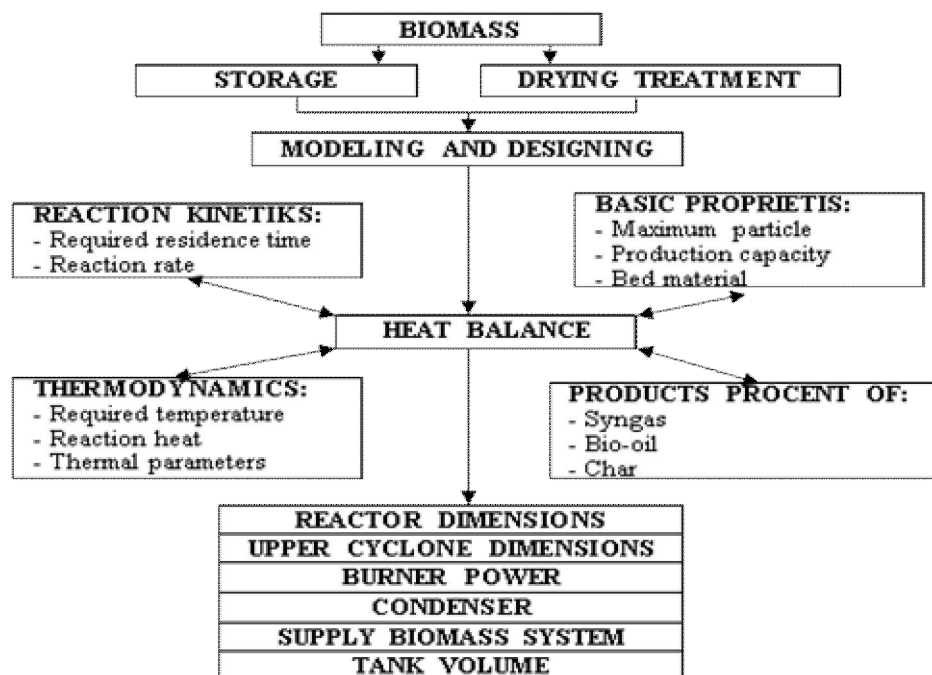 BIOMASS
STORAGE
DRYING TREATMENT
MODELING AND DESIGNING
REACTION KINETIKS:
- Required residence time
- Reaction rate
BASIC PROPRIETIS:
- Maximum particle
- Production capacity
- Bed material
HEAT BALANCE
THERMODYNAMICS:
- Required temperature
- Reaction heat
- Thermal parameters
PRODUCTS PROCENT OF:
- Syngas
- Bio-oil
- Char
REACTOR DIMENSIONS
UPPER CYCLONE DIMENSIONS
BURNER POWER
CONDENSER
SUPPLY BIOMASS SYSTEM
TANK VOLUME